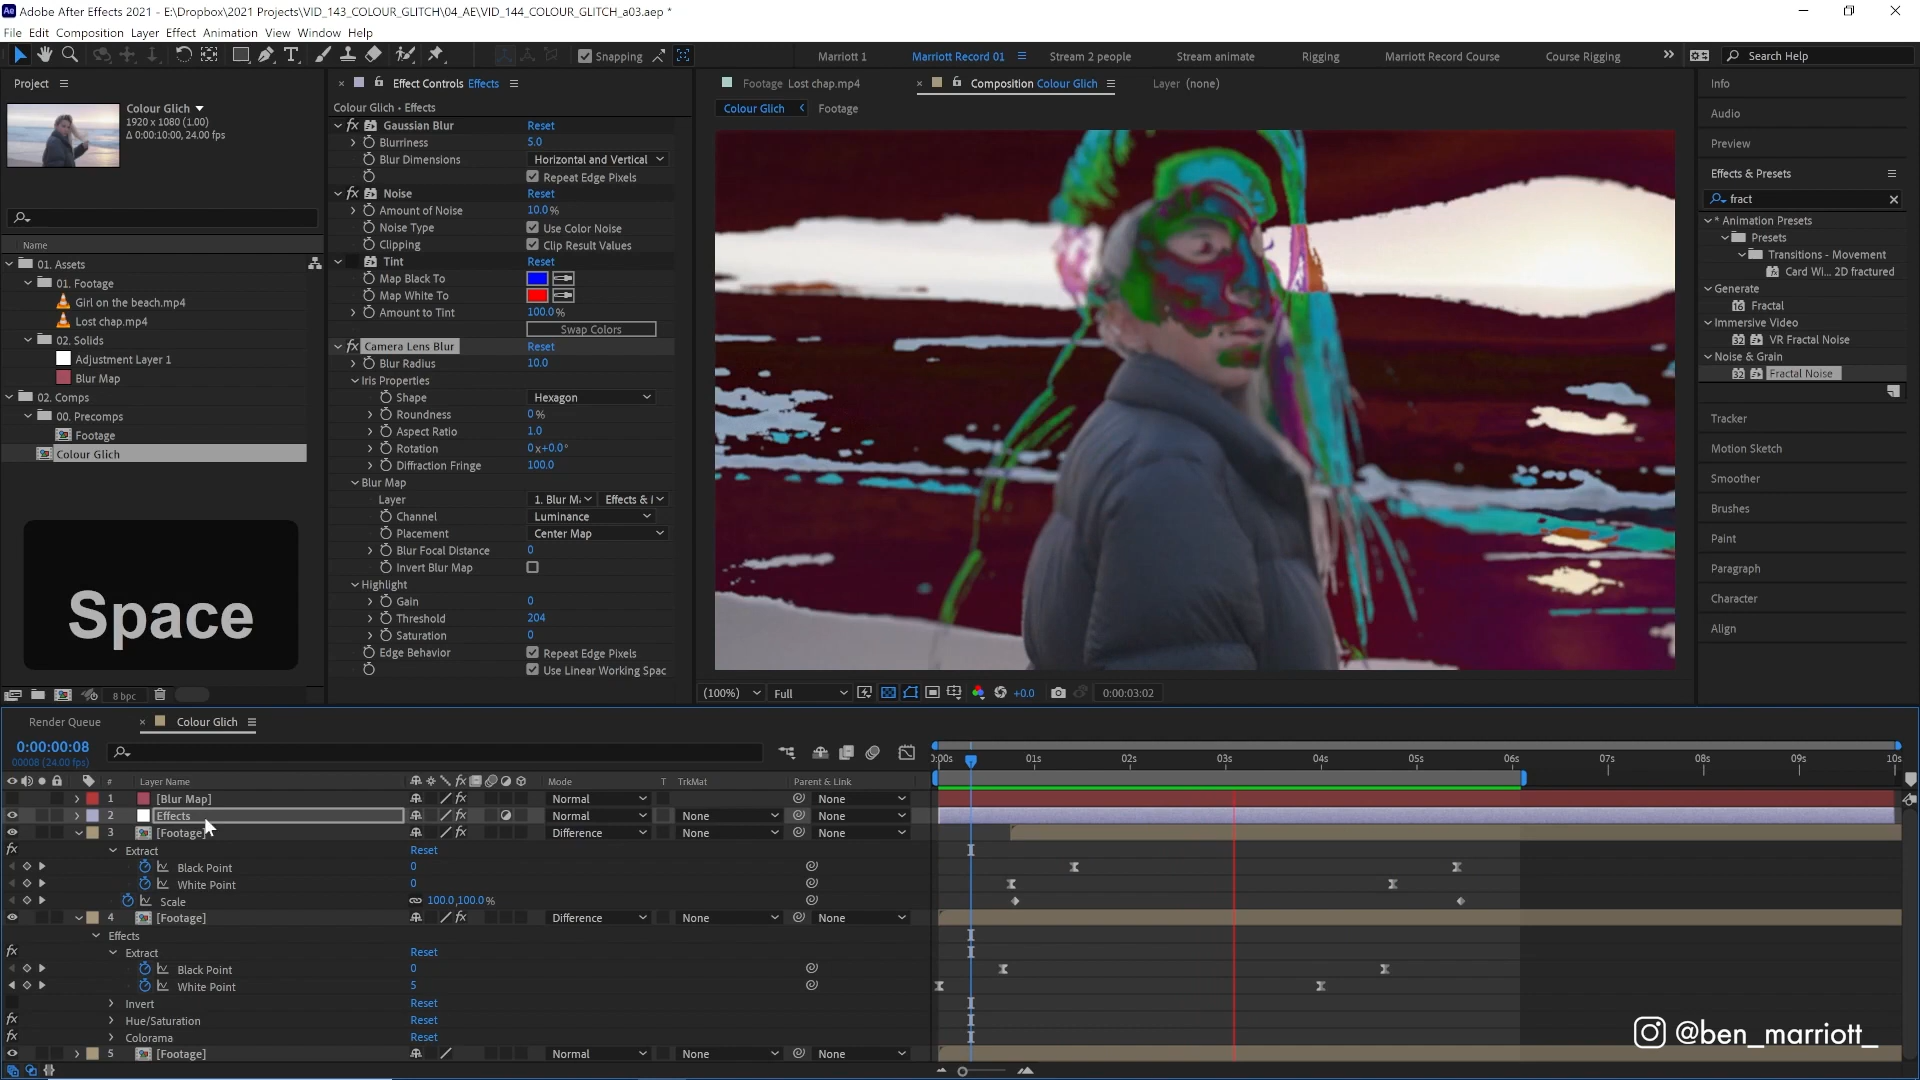 Adobe After Effects 2021 - E:\Dropbox\2021 Projects\VID_143_COLOUR_GLITCH\04_AE\VID_144_COLOUR_GLITCH_a03.aep *
File Edit Composition Layer Effect Animation View Window Help
Snapping Marriott 1 Marriott Record 01 Stream 2 people Stream animate Rigging Marriott Record Course Course Rigging Search Help
Project
Colour Glich
1920 x 1080 (1.00)
Δ 0:00:10:00, 24.00 fps
Name
01. Assets
01. Footage
Girl on the beach.mp4
Lost chap.mp4
02. Solids
Adjustment Layer 1
Blur Map
02. Comps
00. Precomps
Footage
Colour Glich
Space
8 bpc
Effect Controls Effects
Colour Glich • Effects
Gaussian Blur Reset
Blurriness 5.0
Blur Dimensions Horizontal and Vertical
Repeat Edge Pixels
Noise Reset
Amount of Noise 10.0%
Noise Type Use Color Noise
Clipping Clip Result Values
Tint Reset
Map Black To
Map White To
Amount to Tint 100.0%
Swap Colors
Camera Lens Blur Reset
Blur Radius 10.0
Iris Properties
Shape Hexagon
Roundness 0%
Aspect Ratio 1.0
Rotation 0x+0.0°
Diffraction Fringe 100.0
Blur Map
Layer 1. Blur M Effects &
Channel Luminance
Placement Center Map
Blur Focal Distance 0
Invert Blur Map
Highlight
Gain 0
Threshold 204
Saturation 0
Edge Behavior Repeat Edge Pixels
Use Linear Working Spac
Footage Lost chap.mp4 Composition Colour Glich Layer (none)
Colour Glich Footage
(100%) Full +0.0 0:00:03:02
Info
Audio
Preview
Effects & Presets
fract
* Animation Presets
Presets
Transitions - Movement
Card Wi... 2D fractured
Generate
16 Fractal
Immersive Video
32 VR Fractal Noise
Noise & Grain
32 Fractal Noise
Tracker
Motion Sketch
Smoother
Brushes
Paint
Paragraph
Character
Align
Render Queue Colour Glich
0:00:00:08
00008 (24.00 fps)
:00s 01s 02s 03s 04s 05s 06s 07s 08s 09s 10s
# Layer Name Mode T TrkMat Parent & Link
1 [Blur Map] Normal None
2 Effects Normal None None
3 [Footage] Difference None None
Extract Reset
Black Point 0
White Point 0
Scale 100.0,100.0%
4 [Footage] Difference None None
Effects
Extract Reset
Black Point 0
White Point 5
Invert Reset
Hue/Saturation Reset
Colorama Reset
5 [Footage] Normal None None
@ben_marriott_